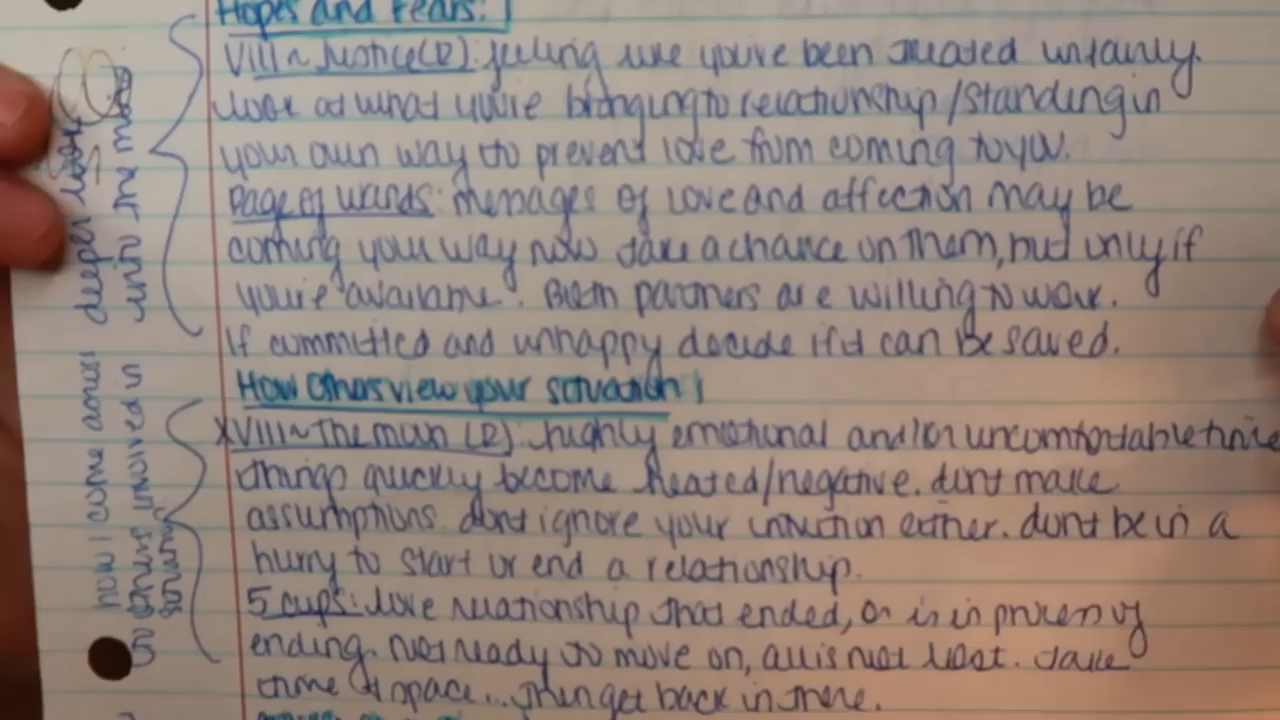 Hopes and Fears:
VIII ~ Justice (R): feeling like you've been treated unfairly.
look at what you're bringing to relationship/standing in
your own way to prevent love from coming to you.
Page of wands: messages of love and affection may be
coming your way now take a chance on them, but only if
you're available. Both partners are willing to work.
If committed and unhappy decide if it can be saved.
How others view your situation!
XVIII ~ The moon (R): highly emotional and/or uncomfortable time
things quickly become heated/negative. dont make
assumptions dont ignore your intuition either. dont be in a
hurry to start or end a relationship.
5 cups: love relationship that ended, or is in process of
ending. Not ready to move on, all is not lost. Take
time & space... then get back in there.
deeper look
into the
how I come across
to others involved in